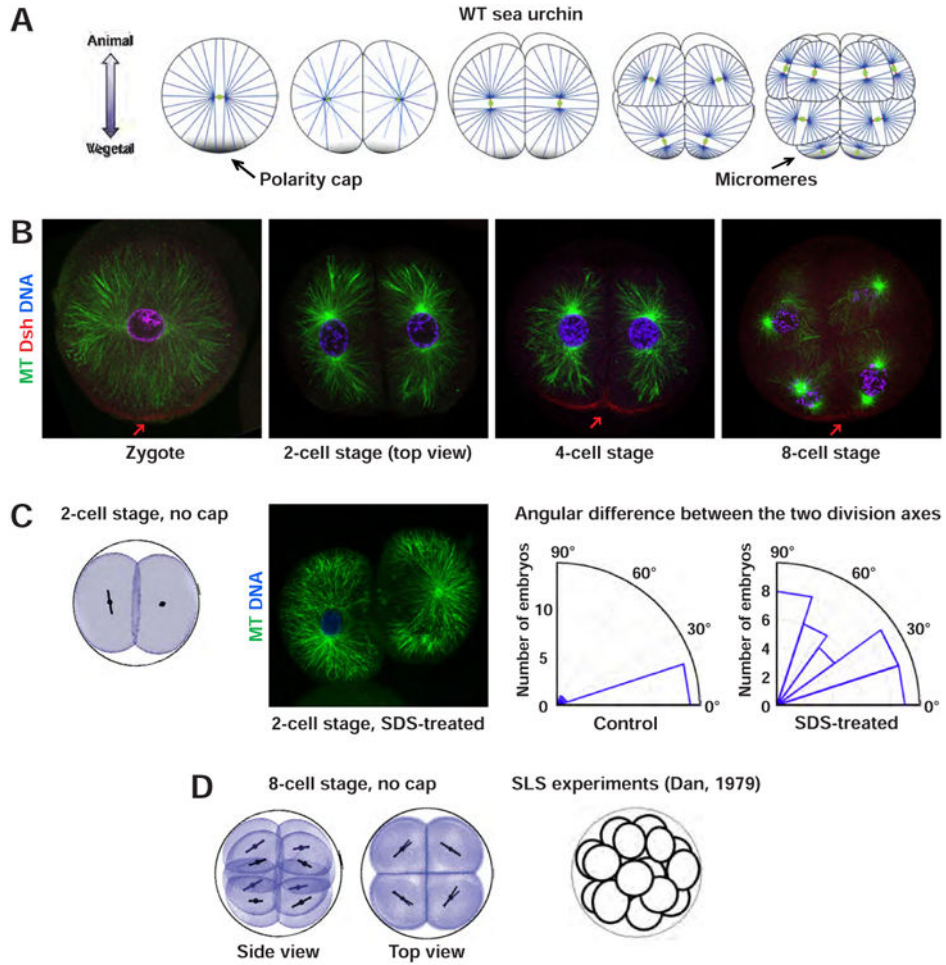 A
WT sea urchin
Animal
Vegetal
Polarity cap
Micromeres
B
MT Dsh DNA
Zygote
2-cell stage (top view)
4-cell stage
8-cell stage
C
2-cell stage, no cap
MT DNA
2-cell stage, SDS-treated
Angular difference between the two division axes
Number of embryos
90°
60°
30°
0°
10
5
0
Control
Number of embryos
90°
60°
30°
0°
8
6
4
2
0
SDS-treated
D
8-cell stage, no cap
Side view
Top view
SLS experiments (Dan, 1979)